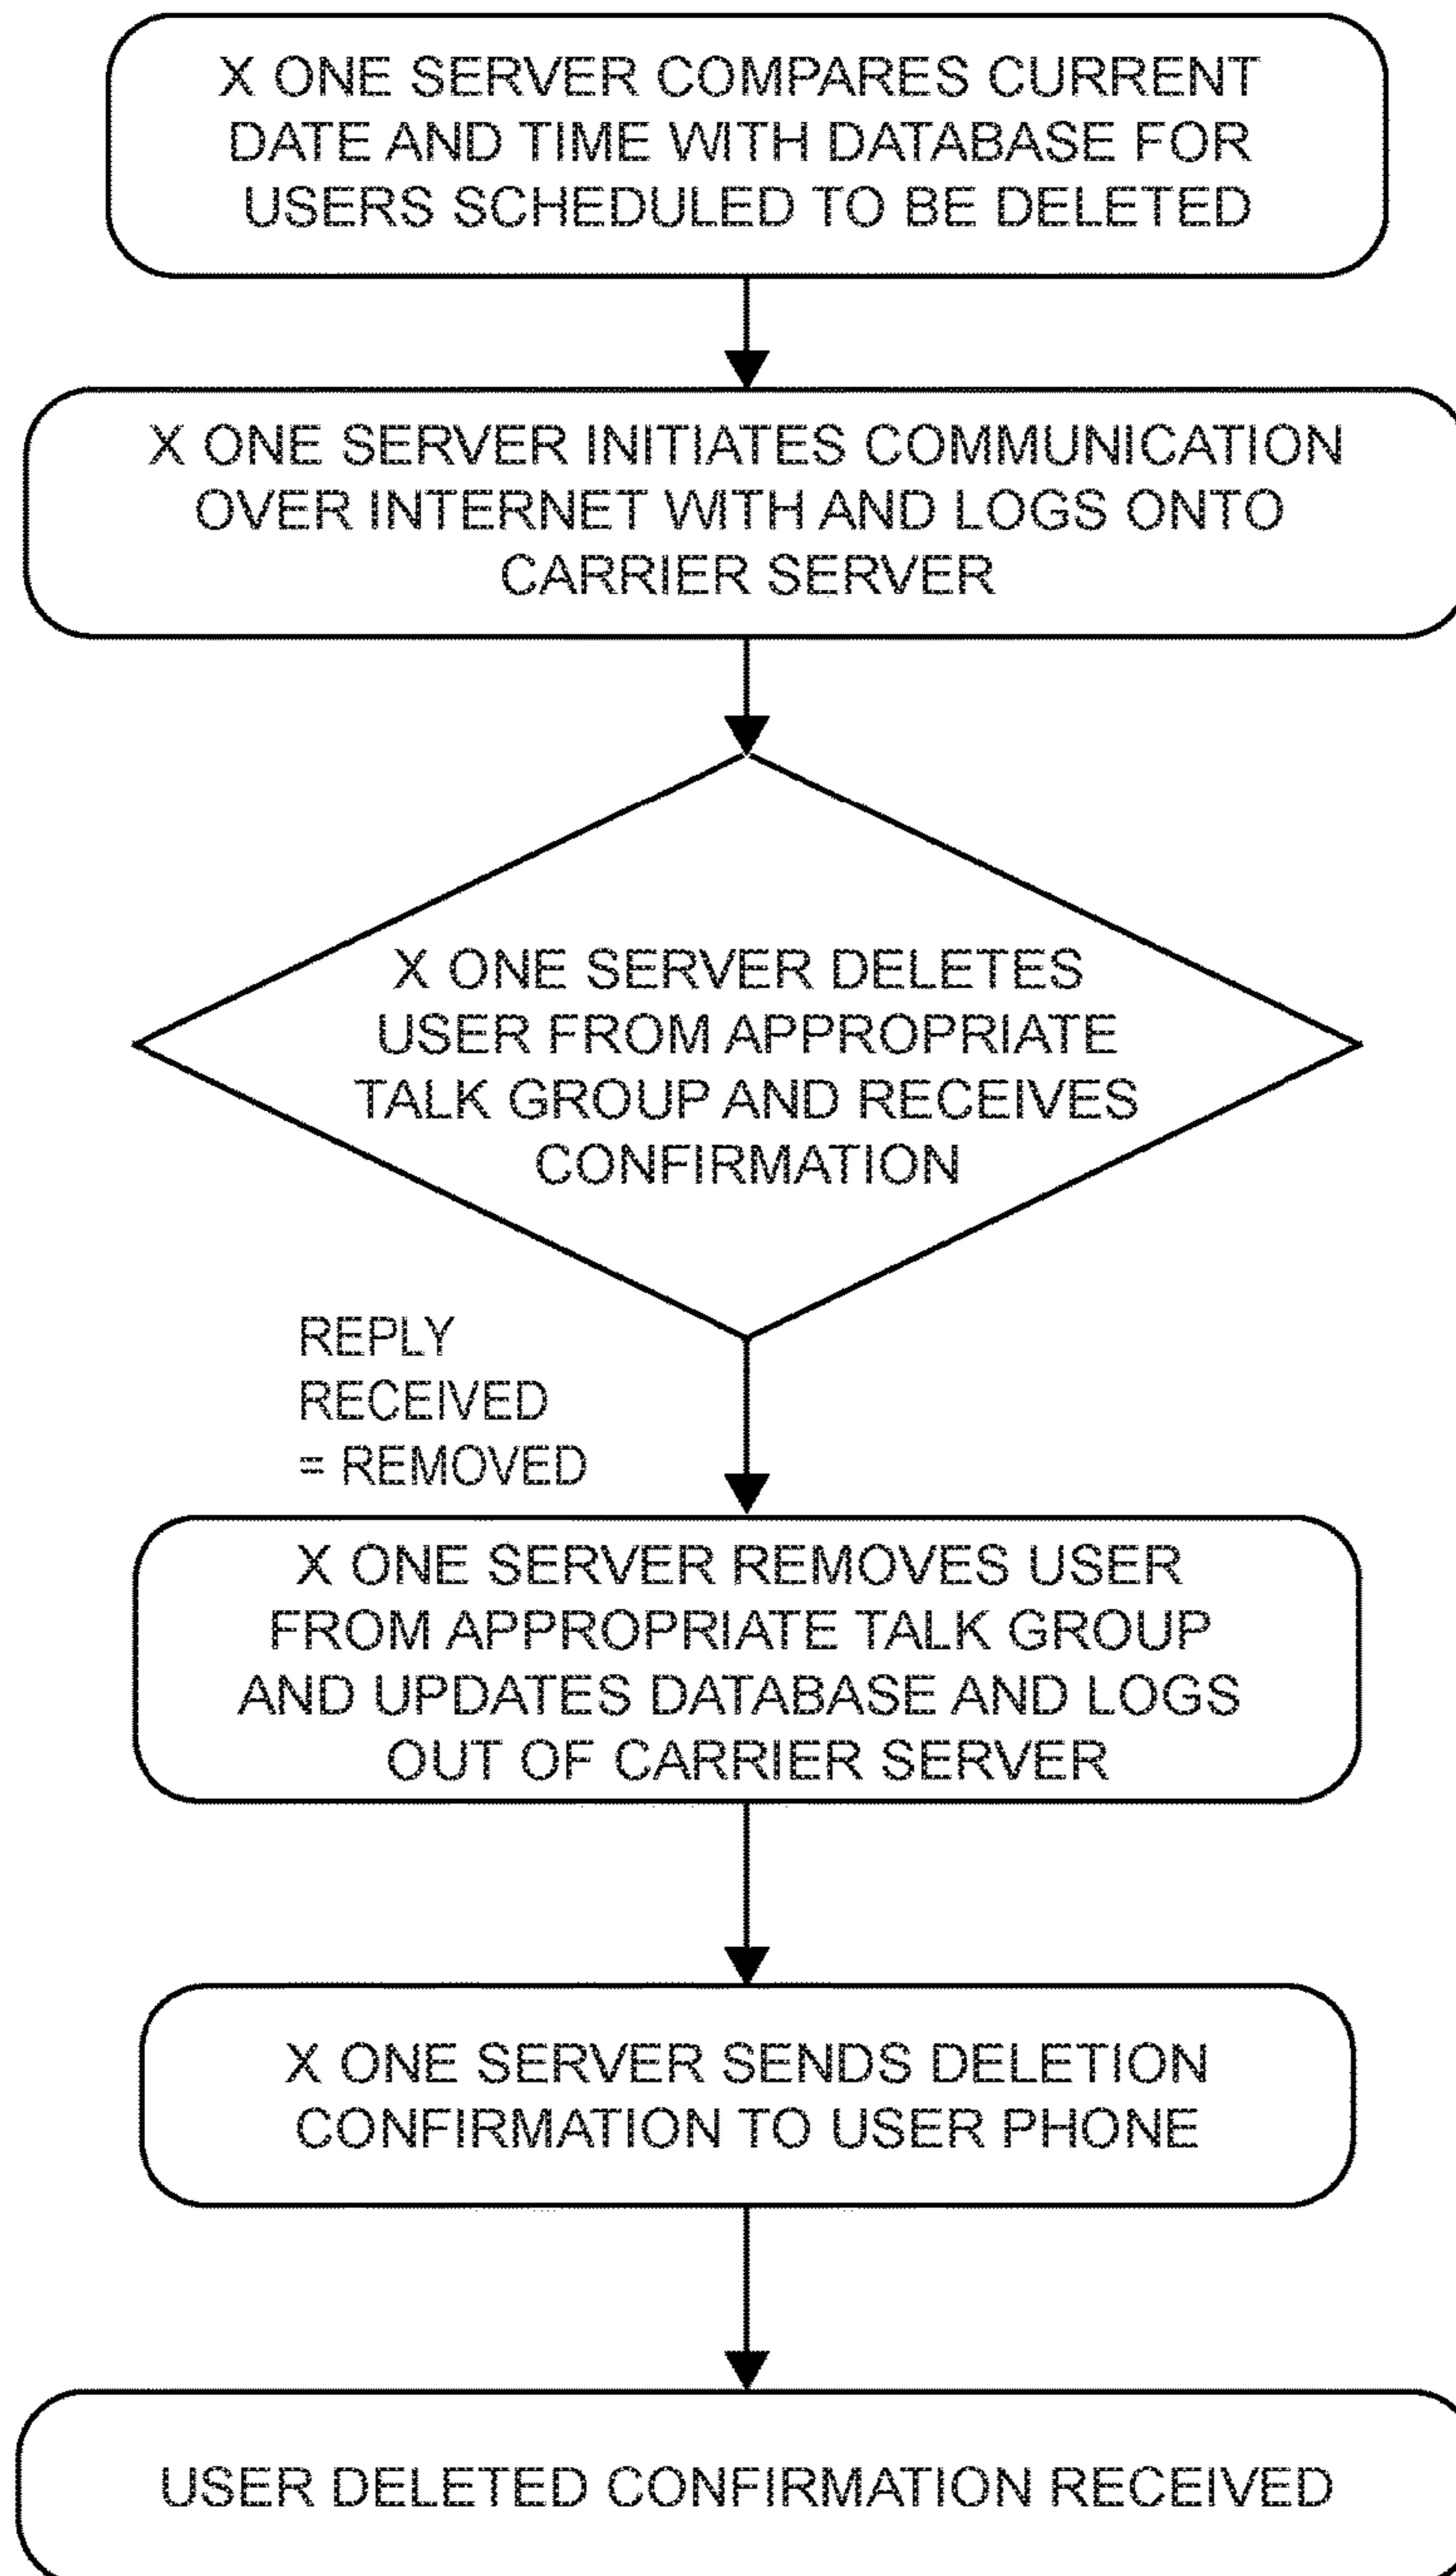 X ONE SERVER COMPARES CURRENT
DATE AND TIME WITH DATABASE FOR
USERS SCHEDULED TO BE DELETED
X ONE SERVER INITIATES COMMUNICATION
OVER INTERNET WITH AND LOGS ONTO
CARRIER SERVER
X ONE SERVER DELETES
USER FROM APPROPRIATE
TALK GROUP AND RECEIVES
CONFIRMATION
REPLY
RECEIVED
= REMOVED
X ONE SERVER REMOVES USER
FROM APPROPRIATE TALK GROUP
AND UPDATES DATABASE AND LOGS
OUT OF CARRIER SERVER
X ONE SERVER SENDS DELETION
CONFIRMATION TO USER PHONE
USER DELETED CONFIRMATION RECEIVED